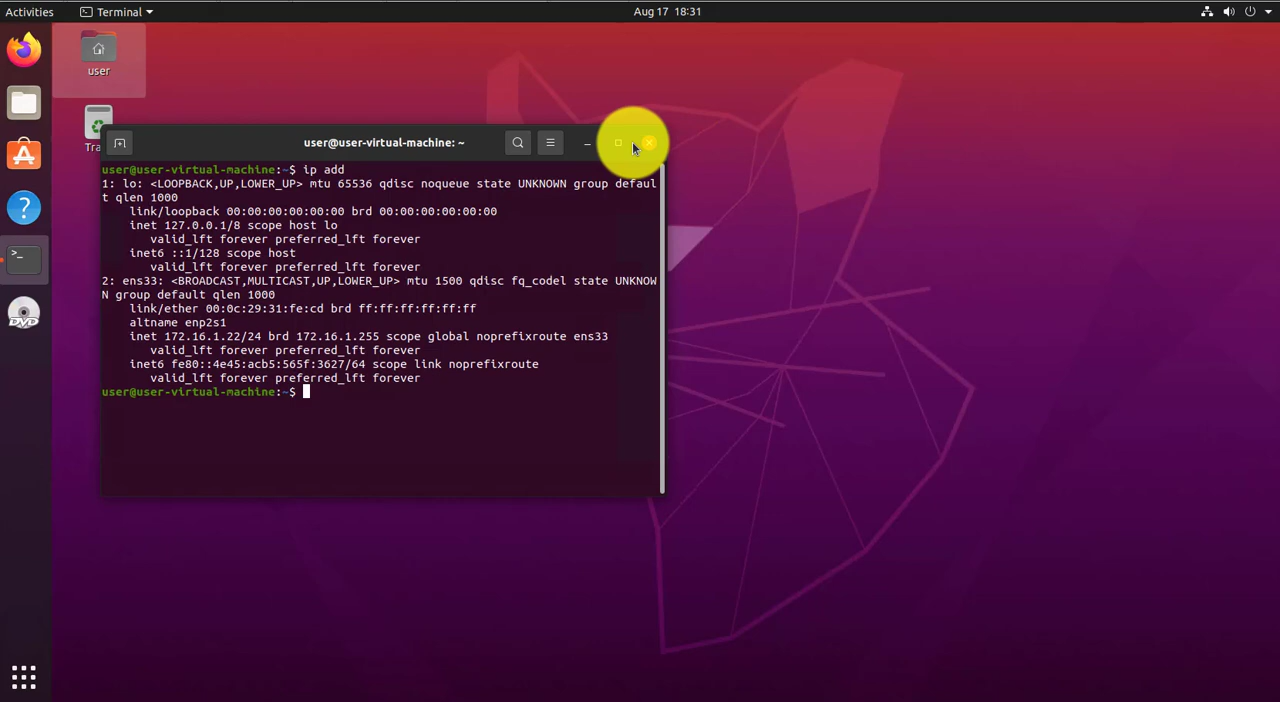 Activities
Terminal
Aug 17 18:31
user
Tra
user@user-virtual-machine: ~
user@user-virtual-machine:~$ ip add
1: lo: <LOOPBACK,UP,LOWER_UP> mtu 65536 qdisc noqueue state UNKNOWN group defaul
t qlen 1000
link/loopback 00:00:00:00:00:00 brd 00:00:00:00:00:00
inet 127.0.0.1/8 scope host lo
valid_lft forever preferred_lft forever
inet6 ::1/128 scope host
valid_lft forever preferred_lft forever
2: ens33: <BROADCAST,MULTICAST,UP,LOWER_UP> mtu 1500 qdisc fq_codel state UNKNOW
N group default qlen 1000
link/ether 00:0c:29:31:fe:cd brd ff:ff:ff:ff:ff:ff
altname enp2s1
inet 172.16.1.22/24 brd 172.16.1.255 scope global noprefixroute ens33
valid_lft forever preferred_lft forever
inet6 fe80::4e45:acb5:565f:3627/64 scope link noprefixroute
valid_lft forever preferred_lft forever
user@user-virtual-machine:~$
>_
DVD